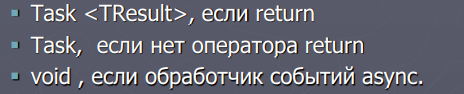 Task <TResult>, если return
Task, если нет оператора return
void , если обработчик событий async.